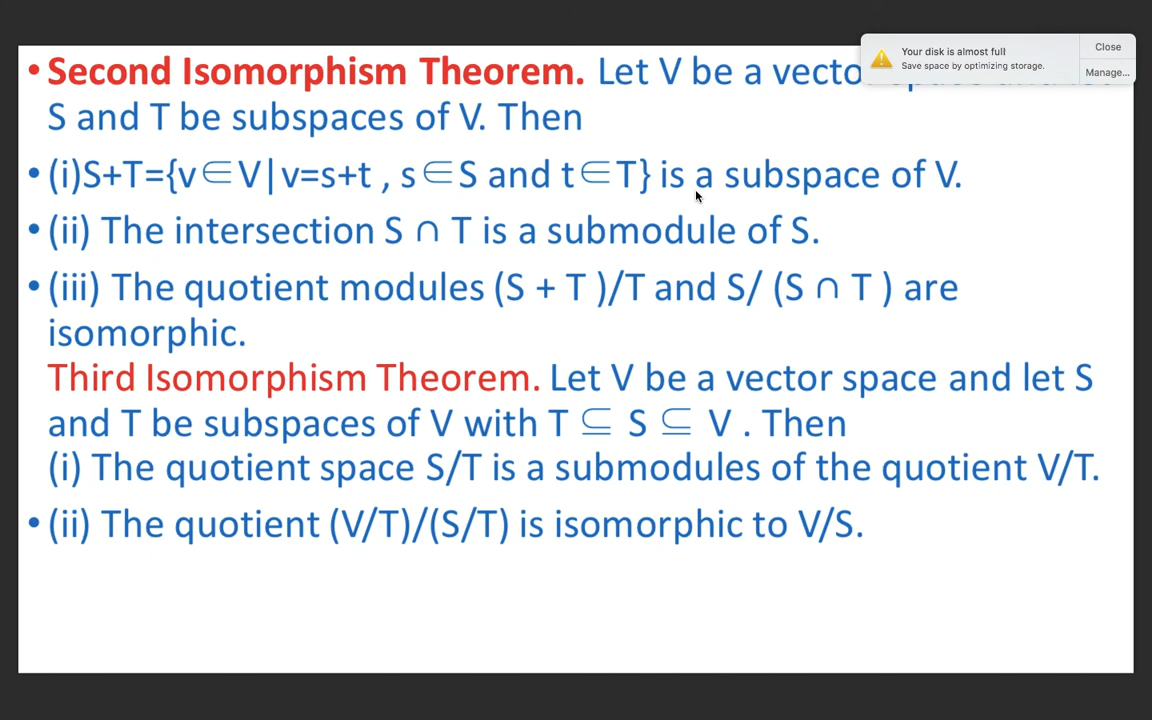 • Second Isomorphism Theorem. Let V be a vecto
S and T be subspaces of V. Then
• (i)S+T={v∈V|v=s+t , s∈S and t∈T} is a subspace of V.
• (ii) The intersection S ∩ T is a submodule of S.
• (iii) The quotient modules (S + T )/T and S/ (S ∩ T ) are
isomorphic.
Third Isomorphism Theorem. Let V be a vector space and let S
and T be subspaces of V with T ⊆ S ⊆ V . Then
(i) The quotient space S/T is a submodules of the quotient V/T.
• (ii) The quotient (V/T)/(S/T) is isomorphic to V/S.
Your disk is almost full
Save space by optimizing storage.
Close
Manage...